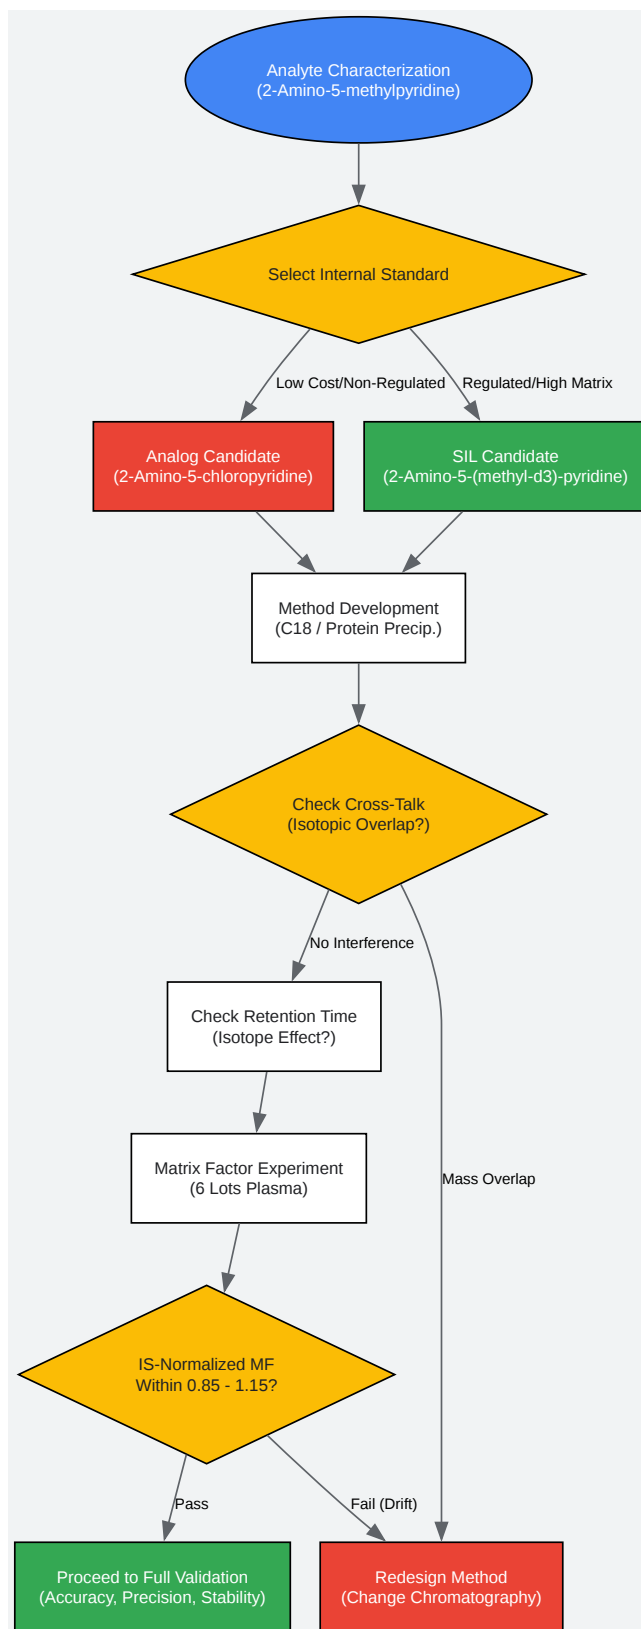 Analyte Characterization
(2-Amino-5-methylpyridine)
Select Internal Standard
Low Cost/Non-Regulated
Regulated/High Matrix
Analog Candidate
(2-Amino-5-chloropyridine)
SIL Candidate
(2-Amino-5-(methyl-d3)-pyridine)
Method Development
(C18 / Protein Precip.)
Check Cross-Talk
(Isotopic Overlap?)
No Interference
Check Retention Time
(Isotope Effect?)
Matrix Factor Experiment
(6 Lots Plasma)
Mass Overlap
IS-Normalized MF
Within 0.85 - 1.15?
Pass
Fail (Drift)
Proceed to Full Validation
(Accuracy, Precision, Stability)
Redesign Method
(Change Chromatography)